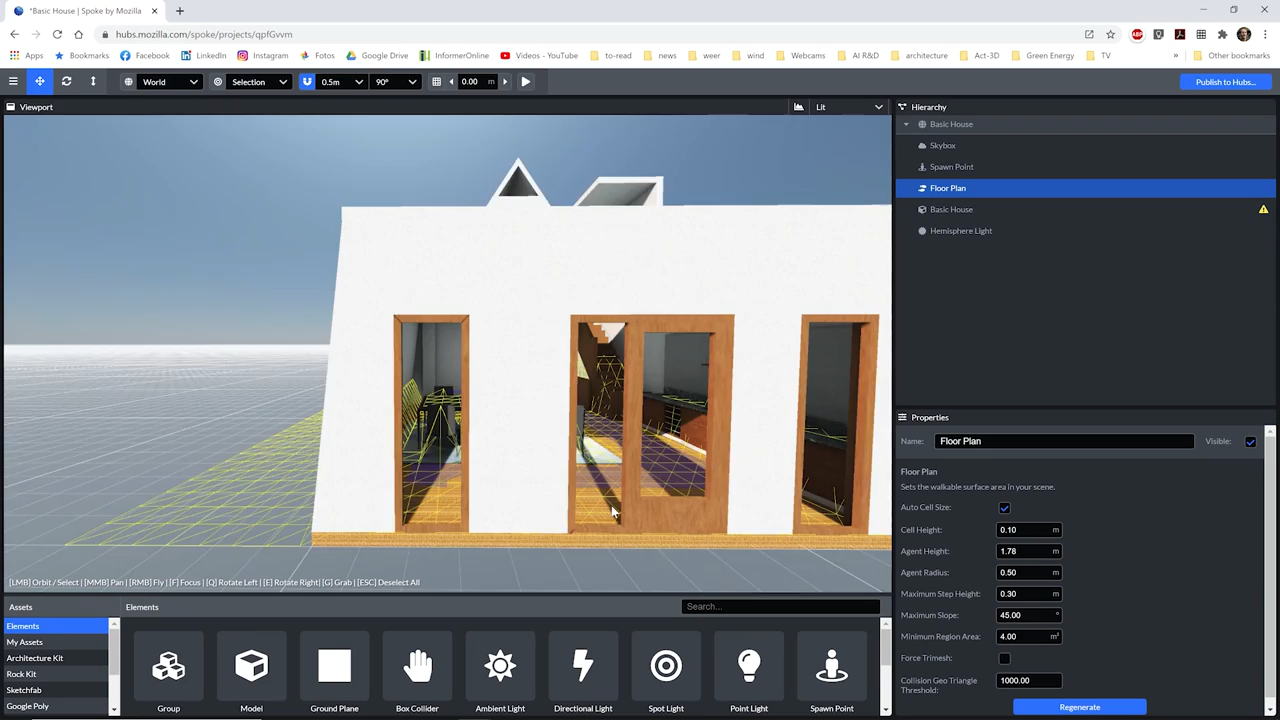 *Basic House | Spoke by Mozilla
hubs.mozilla.com/spoke/projects/qpfGvvm
Apps Bookmarks Facebook LinkedIn Instagram Fotos Google Drive InformerOnline Videos - YouTube to-read news weer wind Webcams AI R&D architecture Act-3D Green Energy TV » Other bookmarks
World Selection 0.5m 90° 0.00 m Publish to Hubs...
Viewport Lit
Hierarchy
Basic House
Skybox
Spawn Point
Floor Plan
Basic House
Hemisphere Light
[LMB] Orbit / Select | [MMB] Pan | [RMB] Fly | [F] Focus | [Q] Rotate Left | [E] Rotate Right| [G] Grab | [ESC] Deselect All
Properties
Name: Floor Plan Visible:
Floor Plan
Sets the walkable surface area in your scene.
Auto Cell Size:
Cell Height: 0.10 m
Agent Height: 1.78 m
Agent Radius: 0.50 m
Maximum Step Height: 0.30 m
Maximum Slope: 45.00 °
Minimum Region Area: 4.00 m²
Force Trimesh:
Collision Geo Triangle Threshold: 1000.00
Regenerate
Assets
Elements
My Assets
Architecture Kit
Rock Kit
Sketchfab
Google Poly
Elements Search...
Group Model Ground Plane Box Collider Ambient Light Directional Light Spot Light Point Light Spawn Point